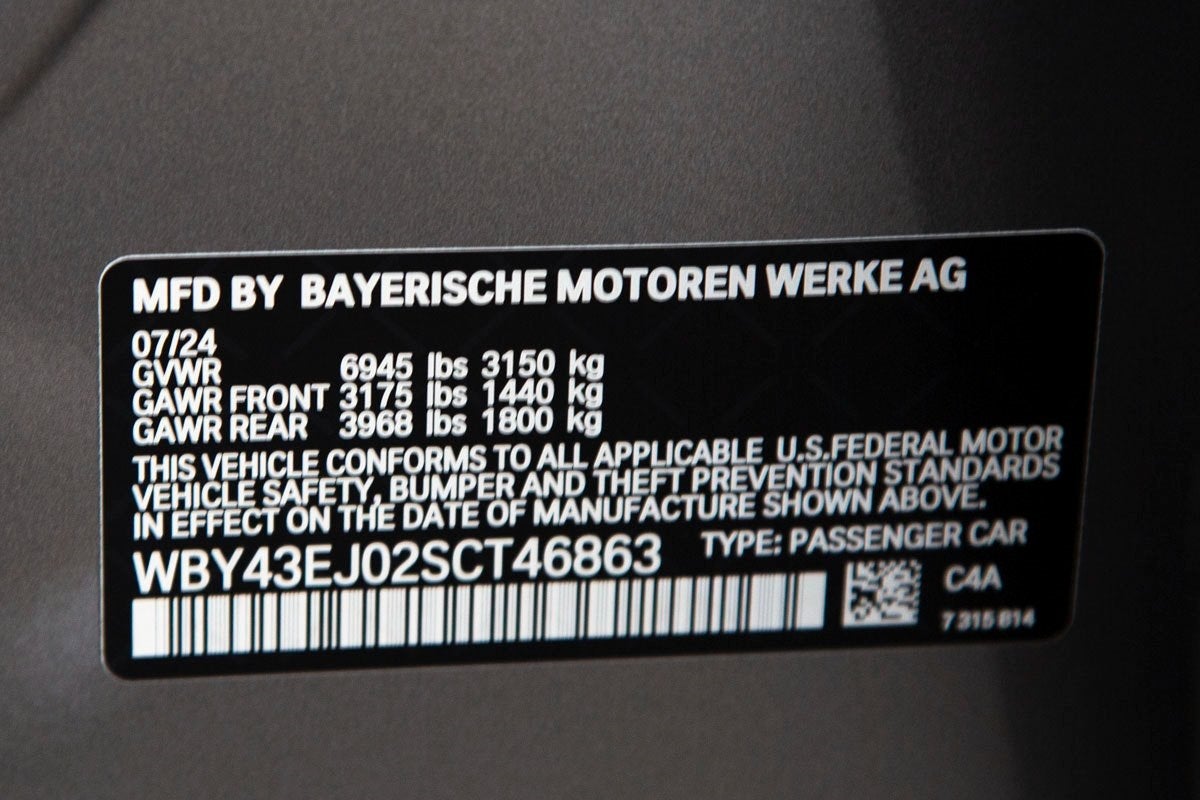 MFD BY BAYERISCHE MOTOREN WERKE AG
07/24
GVWR 6945 lbs 3150 kg
GAWR FRONT 3175 lbs 1440 kg
GAWR REAR 3968 lbs 1800 kg
THIS VEHICLE CONFORMS TO ALL APPLICABLE U.S.FEDERAL MOTOR
VEHICLE SAFETY, BUMPER AND THEFT PREVENTION STANDARDS
IN EFFECT ON THE DATE OF MANUFACTURE SHOWN ABOVE.
WBY43EJ02SCT46863 TYPE: PASSENGER CAR
C4A
7 315 814